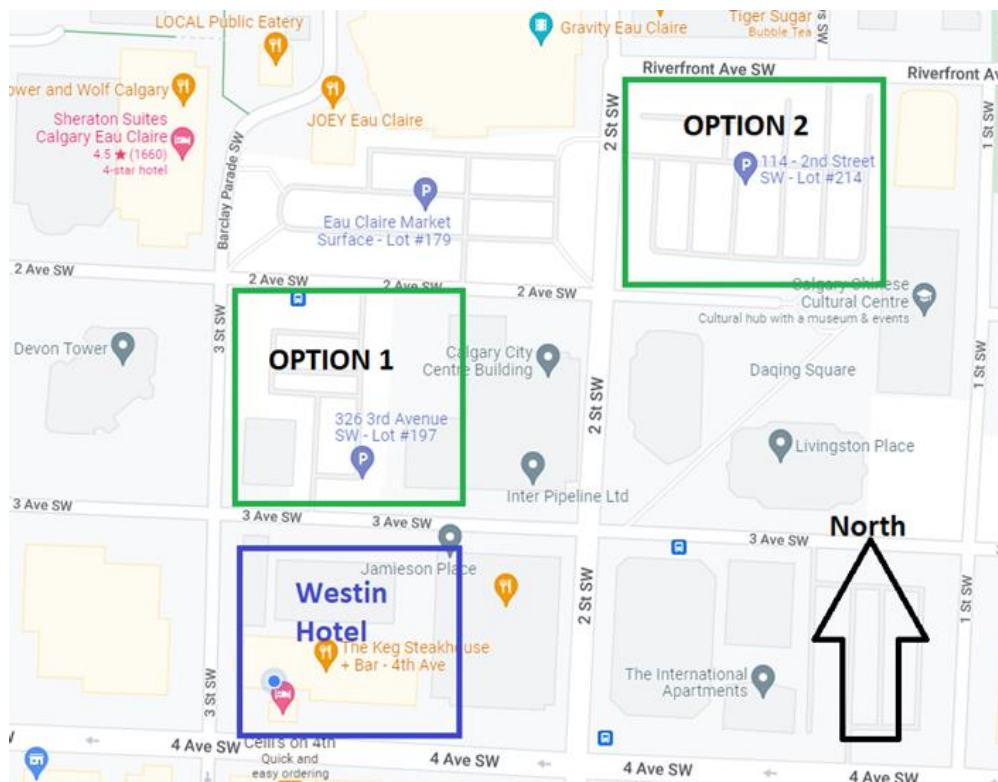 LOCAL Public Eatery
Gravity Eau Claire
Tiger Sugar
Bubble Tea
Riverfront Ave SW
Riverfront Av
ower and Wolf Calgary
Sheraton Suites
Calgary Eau Claire
4.5 ★ (1660)
4-star hotel
JOEY Eau Claire
2 St SW
OPTION 2
1 St SW
114 - 2nd Street
SW - Lot #214
P
Barclay Parade SW
P
Eau Claire Market
Surface - Lot #179
2 Ave SW
2 Ave SW
2 Ave SW
2 Ave SW
Calgary Chinese
Cultural Centre
Cultural hub with a museum & events
3 St SW
Devon Tower
OPTION 1
Calgary City
Centre Building
Daqing Square
1 St SW
2 St SW
326 3rd Avenue
SW - Lot #197
P
Livingston Place
Inter Pipeline Ltd
3 Ave SW
3 Ave SW
North
3 Ave SW
Jamieson Place
Westin
Hotel
2 St SW
1 St SW
The Keg Steakhouse
+ Bar - 4th Ave
3 St SW
The International
Apartments
4 Ave SW
Celli's on 4th
Quick and
easy ordering
4 Ave SW
4 Ave SW
4 Ave SW